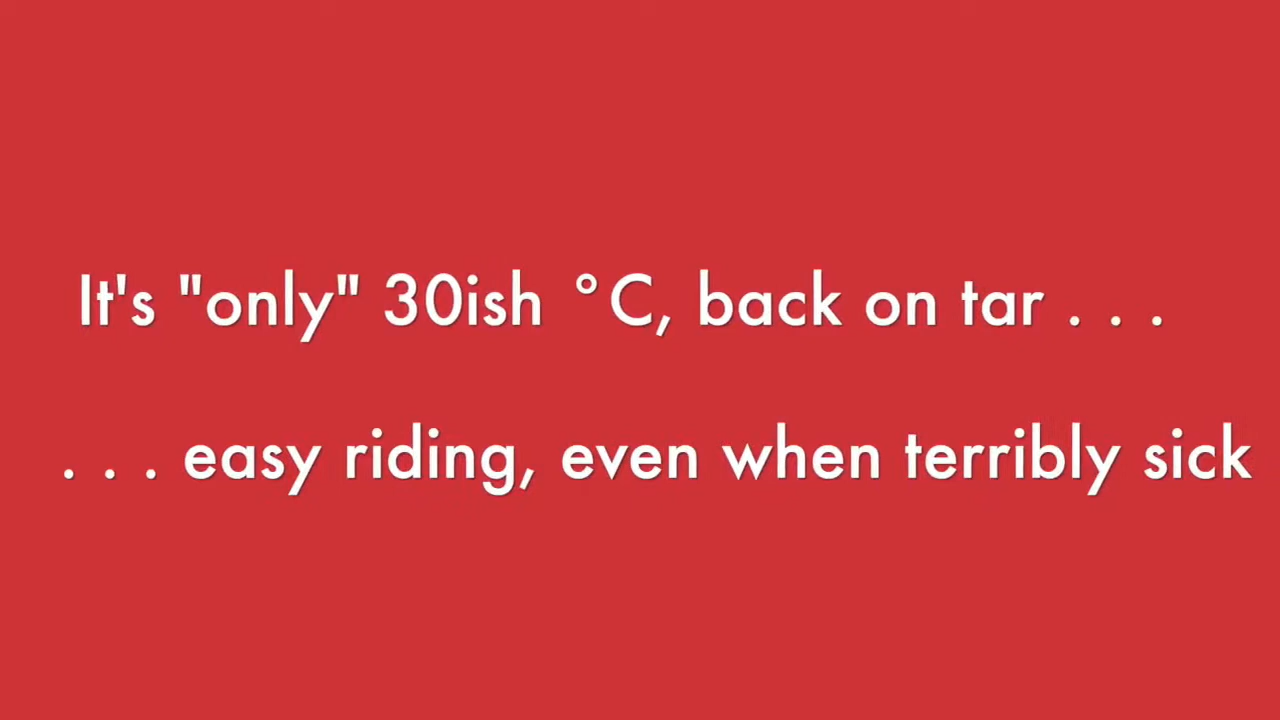 It's "only" 30ish °C, back on tar . . .
. . . easy riding, even when terribly sick